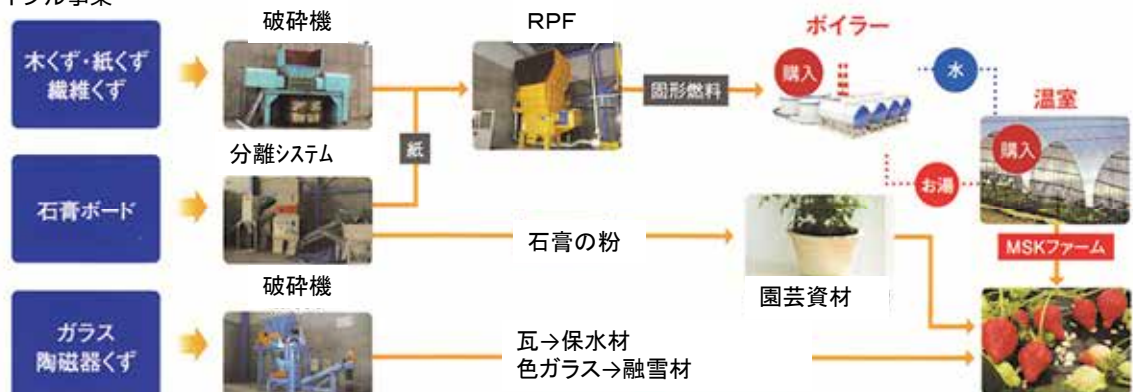 破砕機
RPF
ボイラー
木くず・紙くず
繊維くず
購入
水
固形燃料
温室
分離システム
紙
購入
お湯
石膏ボード
石膏の粉
MSKファーム
破砕機
園芸資材
ガラス
陶磁器くず
瓦→保水材
色ガラス→融雪材